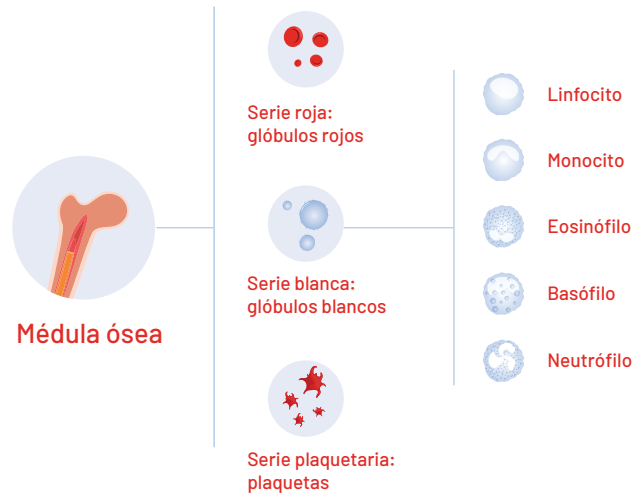 Médula ósea
Serie roja:
glóbulos rojos
Serie blanca:
glóbulos blancos
Serie plaquetaria:
plaquetas
Linfocito
Monocito
Eosinófilo
Basófilo
Neutrófilo